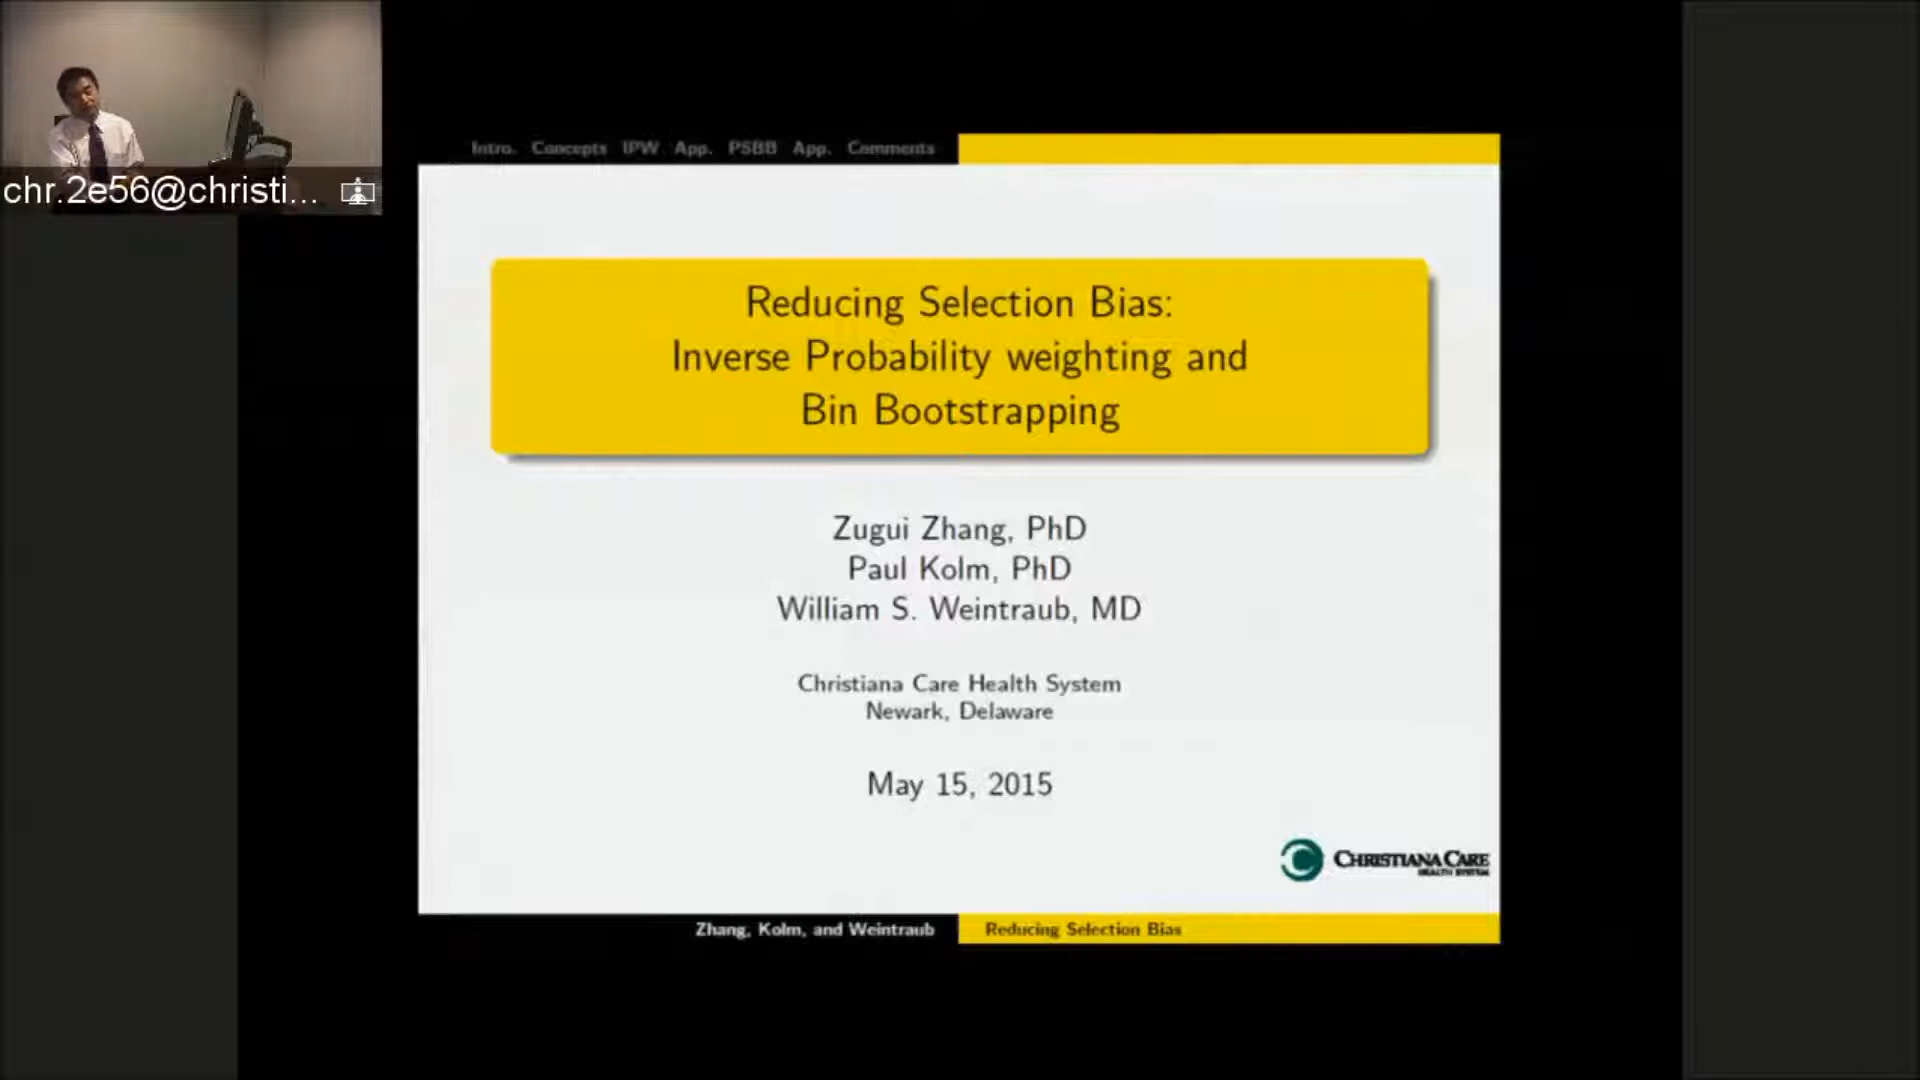 chr.2e56@christi...
Intro. Concepts IPW App. PSBB App. Comments
Reducing Selection Bias:
Inverse Probability weighting and
Bin Bootstrapping
Zugui Zhang, PhD
Paul Kolm, PhD
William S. Weintraub, MD
Christiana Care Health System
Newark, Delaware
May 15, 2015
CHRISTIANA CARE
HEALTH SYSTEM
Zhang, Kolm, and Weintraub Reducing Selection Bias